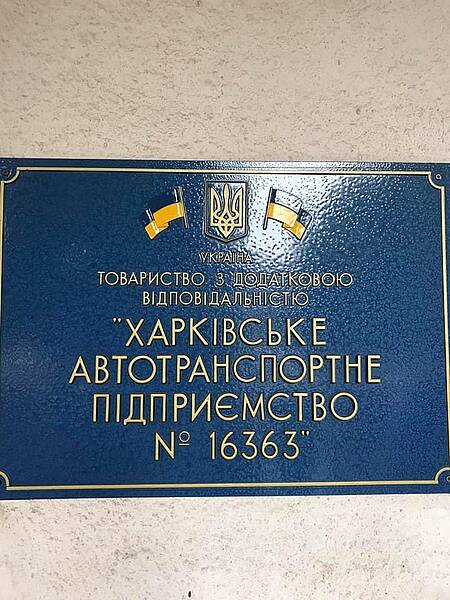 УКРАЇНА
ТОВАРИСТВО З ДОДАТКОВОЮ
ВІДПОВІДАЛЬНІСТЮ
"ХАРКІВСЬКЕ
АВТОТРАНСПОРТНЕ
ПІДПРИЄМСТВО
№ 16363"